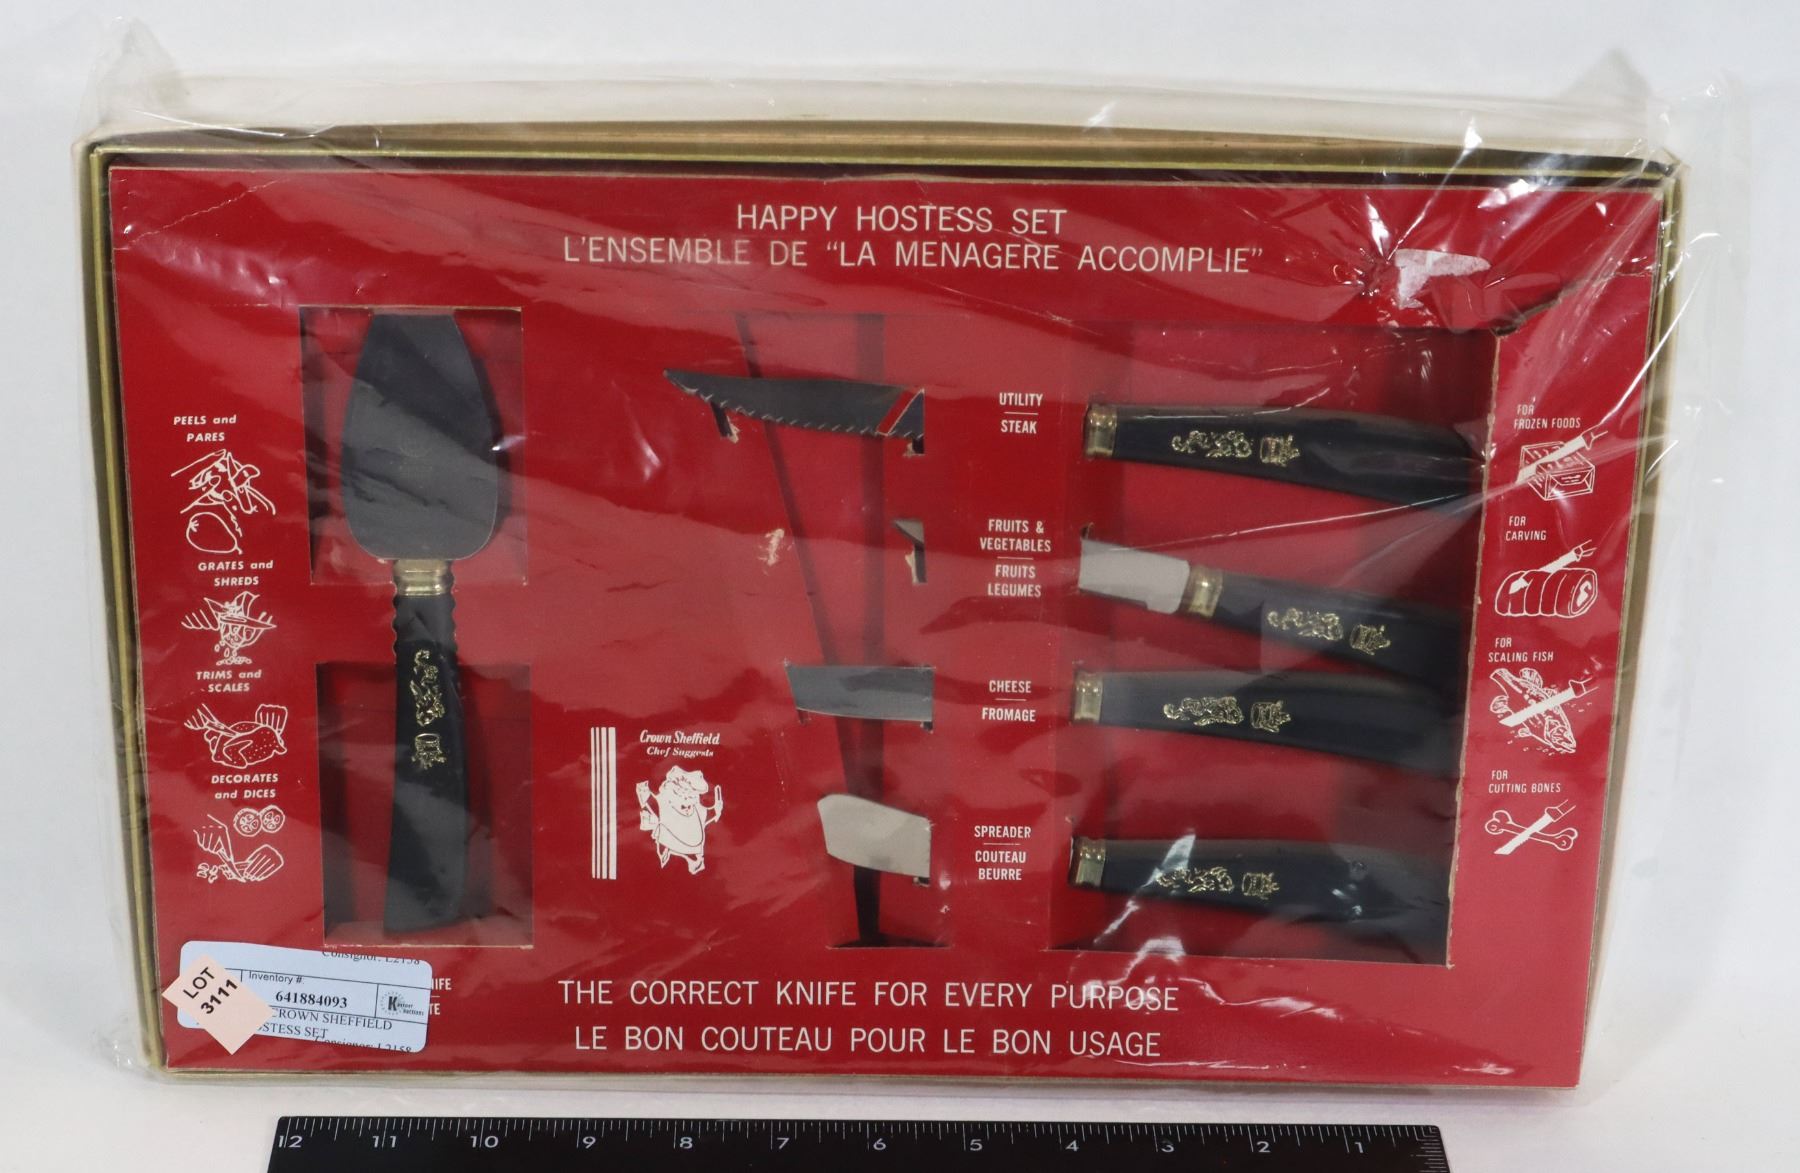 HAPPY HOSTESS SET
L'ENSEMBLE DE "LA MENAGERE ACCOMPLIE"
PEELS and
PARES
GRATES and
SHREDS
TRIMS and
SCALES
DECORATES
and DICES
Crown Sheffield
Chef Suggests
UTILITY
STEAK
FRUITS &
VEGETABLES
FRUITS
LEGUMES
CHEESE
FROMAGE
SPREADER
COUTEAU
BEURRE
FOR
FROZEN FOODS
FOR
CARVING
FOR
SCALING FISH
FOR
CUTTING BONES
THE CORRECT KNIFE FOR EVERY PURPOSE
LE BON COUTEAU POUR LE BON USAGE
Consignor: L2158
Inventory #:
641884093
CROWN SHEFFIELD
SET
Consignor: L2158
LOT
3111
12 11 10 9 8 7 6 5 4 3 2 1